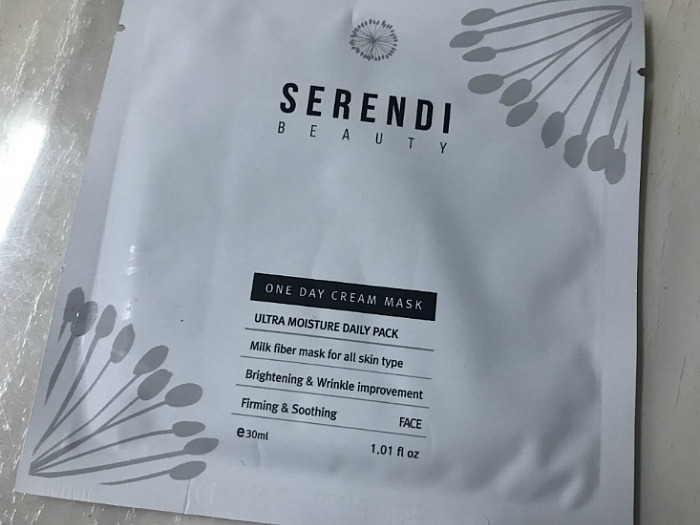 SERENDI
BEAUTY
ONE DAY CREAM MASK
ULTRA MOISTURE DAILY PACK
Milk fiber mask for all skin type
Brightening & Wrinkle improvement
Firming & Soothing FACE
e 30ml 1.01 fl oz